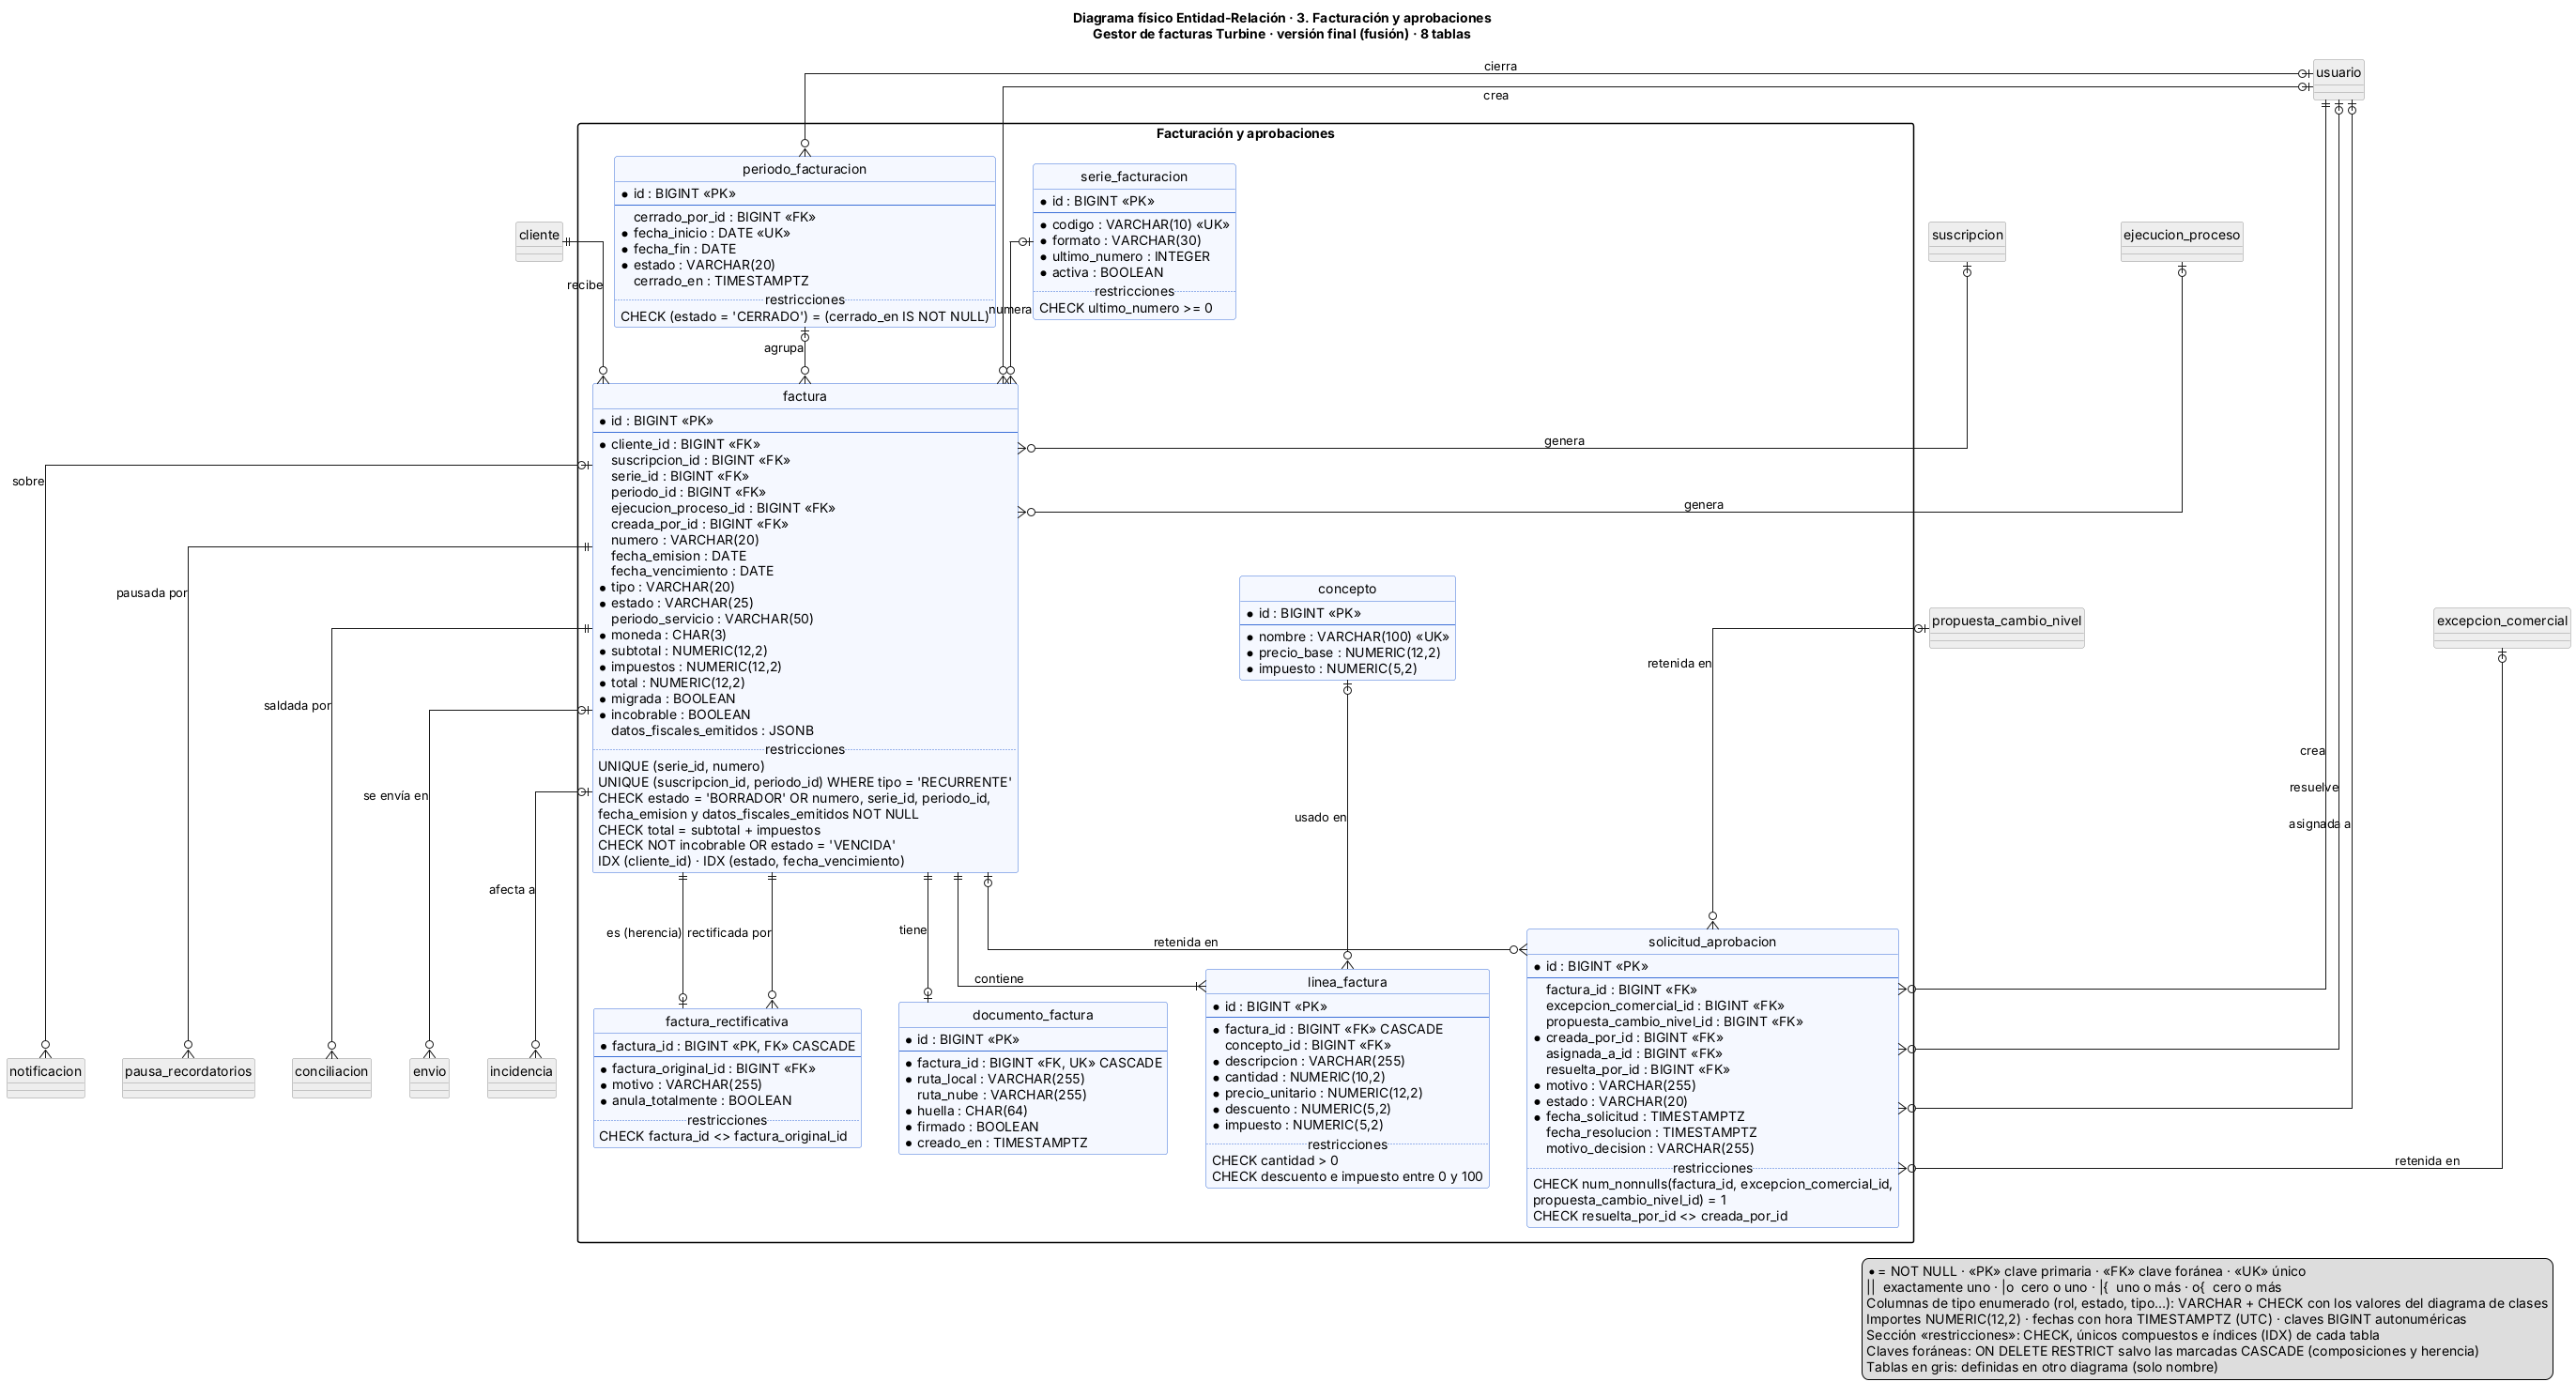 Diagrama físico Entidad-Relación · 3. Facturación y aprobaciones
Gestor de facturas Turbine · versión final (fusión) · 8 tablas
cierra
crea
usuario
Facturación y aprobaciones
periodo_facturacion
• id : BIGINT «PK»
cerrado_por_id : BIGINT «FK»
• fecha_inicio : DATE «UK»
• fecha_fin : DATE
• estado : VARCHAR(20)
cerrado_en : TIMESTAMPTZ
restricciones
CHECK (estado = 'CERRADO') = (cerrado_en IS NOT NULL)
serie_facturacion
• id : BIGINT «PK»
• codigo : VARCHAR(10) «UK»
• formato : VARCHAR(30)
• ultimo_numero : INTEGER
• activa : BOOLEAN
restricciones
CHECK ultimo_numero >= 0
cliente
recibe
numera
agrupa
suscripcion
ejecucion_proceso
factura
• id : BIGINT «PK»
• cliente_id : BIGINT «FK»
suscripcion_id : BIGINT «FK»
serie_id : BIGINT «FK»
periodo_id : BIGINT «FK»
ejecucion_proceso_id : BIGINT «FK»
creada_por_id : BIGINT «FK»
numero : VARCHAR(20)
fecha_emision : DATE
fecha_vencimiento : DATE
• tipo : VARCHAR(20)
• estado : VARCHAR(25)
periodo_servicio : VARCHAR(50)
• moneda : CHAR(3)
• subtotal : NUMERIC(12,2)
• impuestos : NUMERIC(12,2)
• total : NUMERIC(12,2)
• migrada : BOOLEAN
• incobrable : BOOLEAN
datos_fiscales_emitidos : JSONB
restricciones
UNIQUE (serie_id, numero)
UNIQUE (suscripcion_id, periodo_id) WHERE tipo = 'RECURRENTE'
CHECK estado = 'BORRADOR' OR numero, serie_id, periodo_id,
fecha_emision y datos_fiscales_emitidos NOT NULL
CHECK total = subtotal + impuestos
CHECK NOT incobrable OR estado = 'VENCIDA'
IDX (cliente_id) · IDX (estado, fecha_vencimiento)
genera
genera
sobre
pausada por
saldada por
se envía en
afecta a
concepto
• id : BIGINT «PK»
• nombre : VARCHAR(100) «UK»
• precio_base : NUMERIC(12,2)
• impuesto : NUMERIC(5,2)
usado en
propuesta_cambio_nivel
retenida en
excepcion_comercial
crea
resuelve
asignada a
es (herencia)
rectificada por
tiene
contiene
retenida en
notificacion
pausa_recordatorios
conciliacion
envio
incidencia
factura_rectificativa
• factura_id : BIGINT «PK, FK» CASCADE
• factura_original_id : BIGINT «FK»
• motivo : VARCHAR(255)
• anula_totalmente : BOOLEAN
restricciones
CHECK factura_id <> factura_original_id
documento_factura
• id : BIGINT «PK»
• factura_id : BIGINT «FK, UK» CASCADE
• ruta_local : VARCHAR(255)
ruta_nube : VARCHAR(255)
• huella : CHAR(64)
• firmado : BOOLEAN
• creado_en : TIMESTAMPTZ
linea_factura
• id : BIGINT «PK»
• factura_id : BIGINT «FK» CASCADE
concepto_id : BIGINT «FK»
• descripcion : VARCHAR(255)
• cantidad : NUMERIC(10,2)
• precio_unitario : NUMERIC(12,2)
• descuento : NUMERIC(5,2)
• impuesto : NUMERIC(5,2)
restricciones
CHECK cantidad > 0
CHECK descuento e impuesto entre 0 y 100
solicitud_aprobacion
• id : BIGINT «PK»
factura_id : BIGINT «FK»
excepcion_comercial_id : BIGINT «FK»
propuesta_cambio_nivel_id : BIGINT «FK»
• creada_por_id : BIGINT «FK»
asignada_a_id : BIGINT «FK»
resuelta_por_id : BIGINT «FK»
• motivo : VARCHAR(255)
• estado : VARCHAR(20)
• fecha_solicitud : TIMESTAMPTZ
fecha_resolucion : TIMESTAMPTZ
motivo_decision : VARCHAR(255)
restricciones
CHECK num_nonnulls(factura_id, excepcion_comercial_id,
propuesta_cambio_nivel_id) = 1
CHECK resuelta_por_id <> creada_por_id
retenida en
• = NOT NULL · «PK» clave primaria · «FK» clave foránea · «UK» único
|| exactamente uno · |o cero o uno · |{ uno o más · o{ cero o más
Columnas de tipo enumerado (rol, estado, tipo...): VARCHAR + CHECK con los valores del diagrama de clases
Importes NUMERIC(12,2) · fechas con hora TIMESTAMPTZ (UTC) · claves BIGINT autonuméricas
Sección «restricciones»: CHECK, únicos compuestos e índices (IDX) de cada tabla
Claves foráneas: ON DELETE RESTRICT salvo las marcadas CASCADE (composiciones y herencia)
Tablas en gris: definidas en otro diagrama (solo nombre)